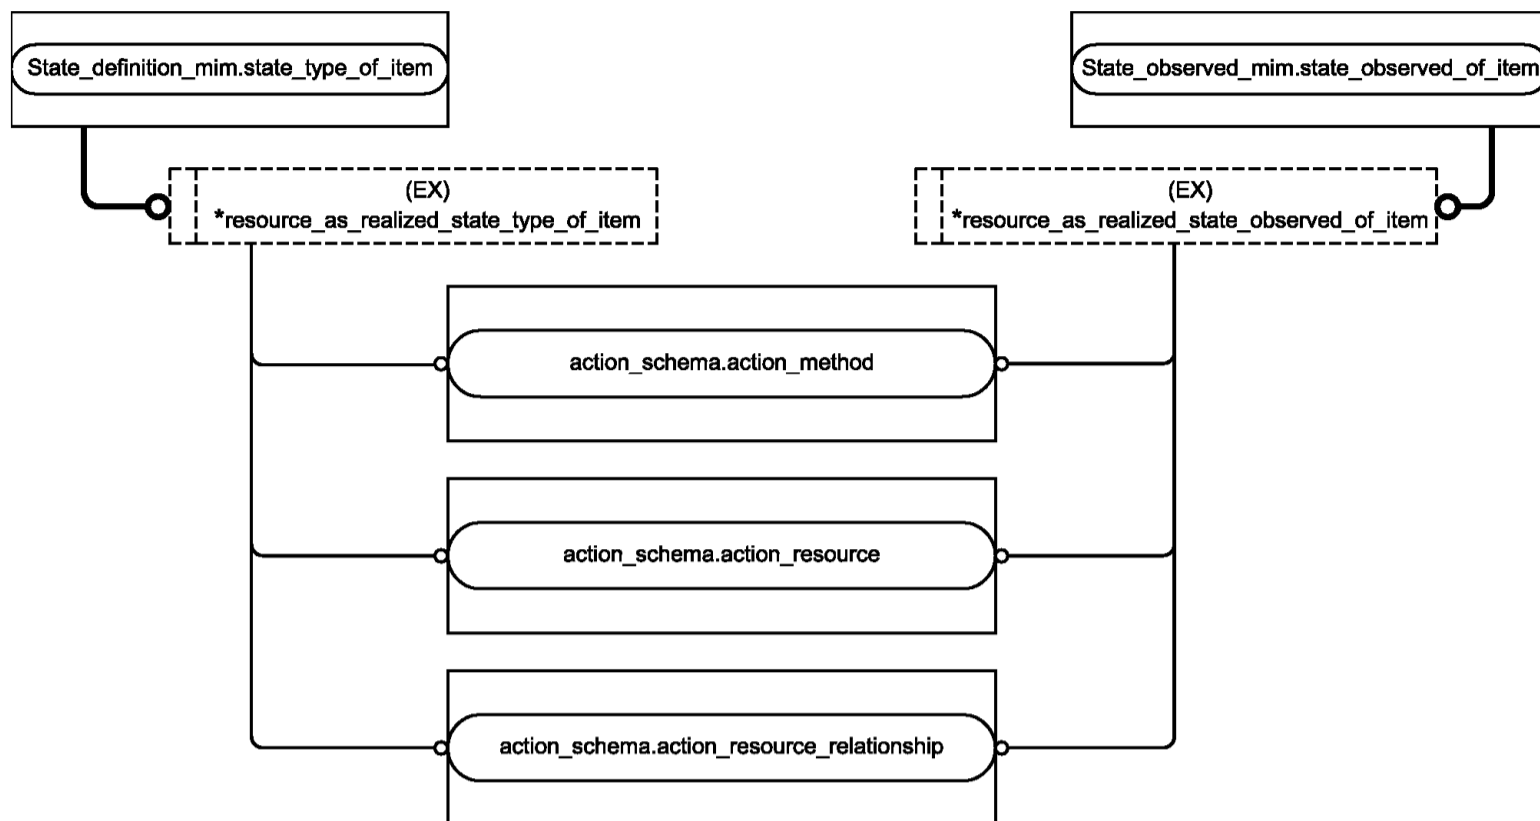 State_definition_mim.state_type_of_item
State_observed_mim.state_observed_of_item
(EX)
*resource_as_realized_state_type_of_item
(EX)
*resource_as_realized_state_observed_of_item
action_schema.action_method
action_schema.action_resource
action_schema.action_resource_relationship